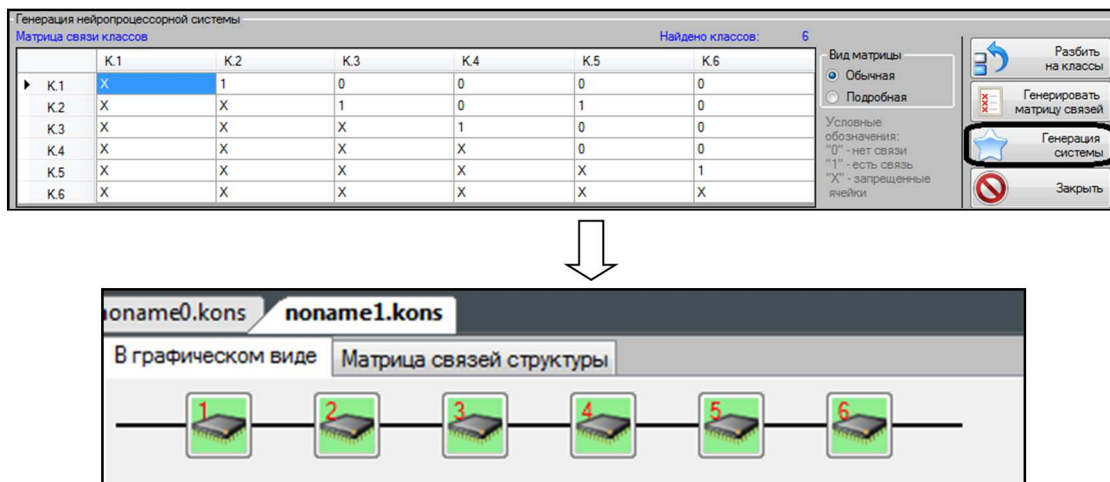 Генерация нейропроцессорной системы
Матрица связи классов Найдено классов: 6
К.1 К.2 К.3 К.4 К.5 К.6
К.1 X 1 0 0 0 0
К.2 X X 1 0 1 0
К.3 X X X 1 0 0
К.4 X X X X 0 0
К.5 X X X X X 1
К.6 X X X X X X
Вид матрицы
Обычная
Подробная
Условные
обозначения:
"0" - нет связи
"1" - есть связь
"X" - запрещенные
ячейки
Разбить
на классы
Генерировать
матрицу связей
Генерация
системы
Закрыть
noname0.kons noname1.kons
В графическом виде Матрица связей структуры
1 2 3 4 5 6